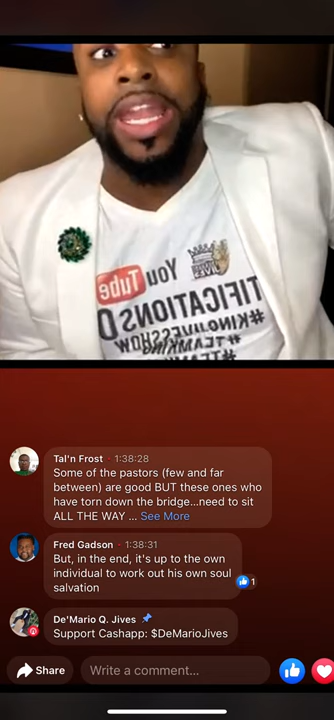 You Tube
TIFICATIONS O
Tal'n Frost · 1:38:28
Some of the pastors (few and far
between) are good BUT these ones who
have torn down the bridge...need to sit
ALL THE WAY ... See More
Fred Gadson · 1:38:31
But, in the end, it's up to the own
individual to work out his own soul
salvation
1
De'Mario Q. Jives
Support Cashapp: $DeMarioJives
Share
Write a comment...